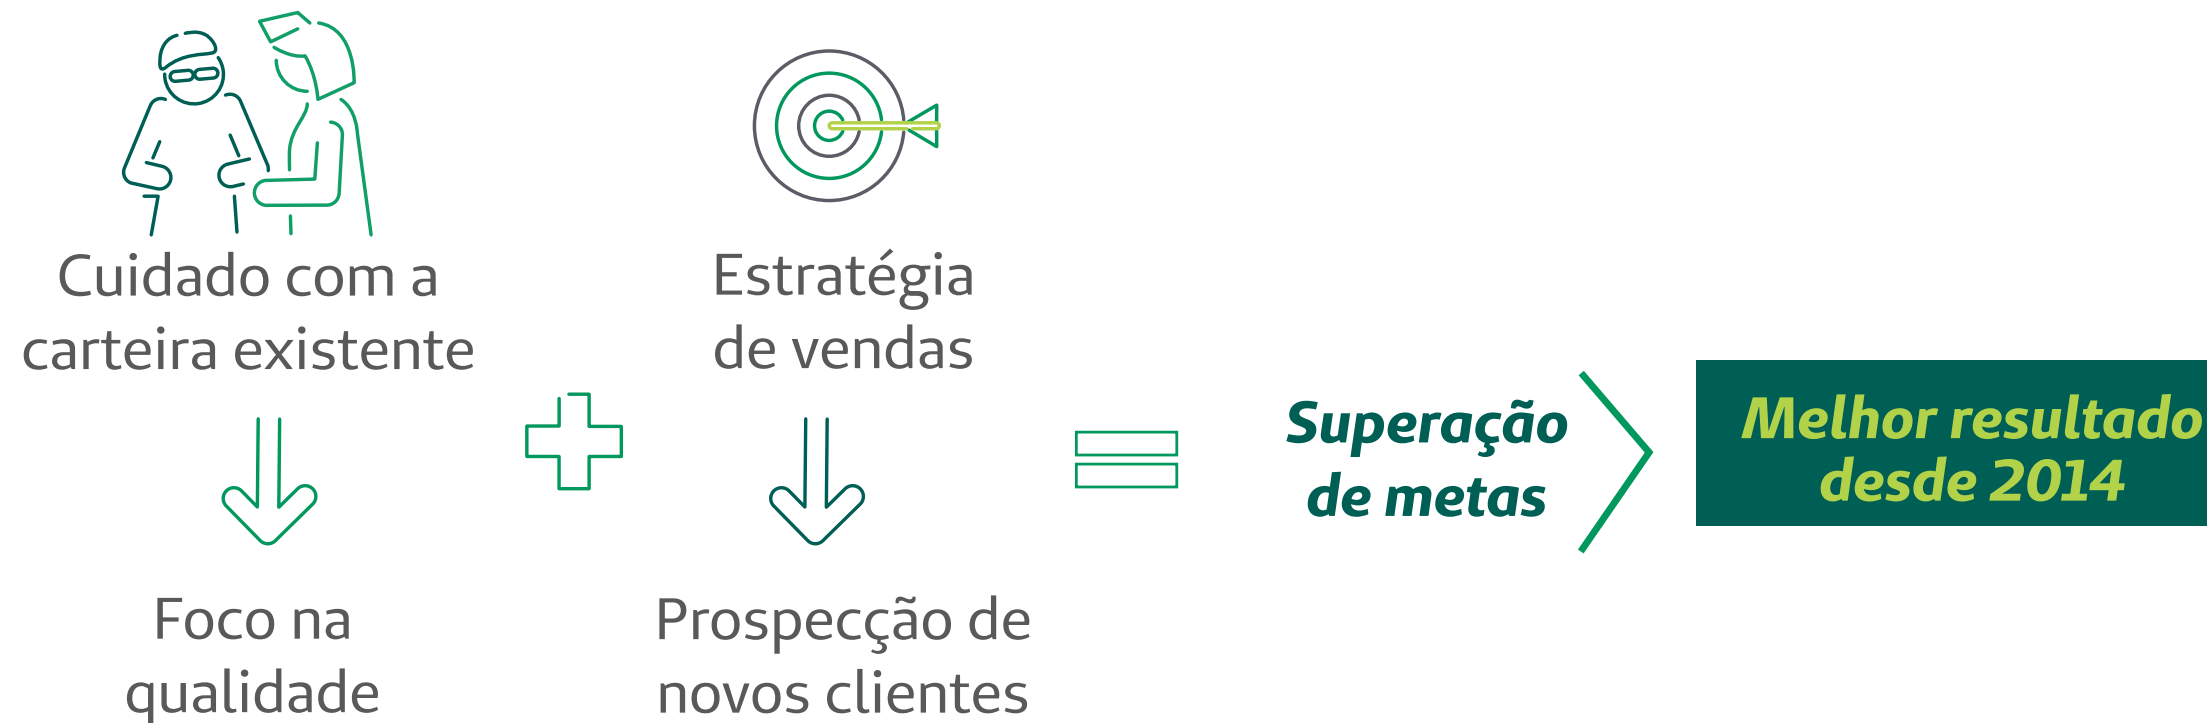 Cuidado com a
carteira existente
Foco na
qualidade
Estratégia
de vendas
Prospecção de
novos clientes
Superação
de metas
Melhor resultado
desde 2014